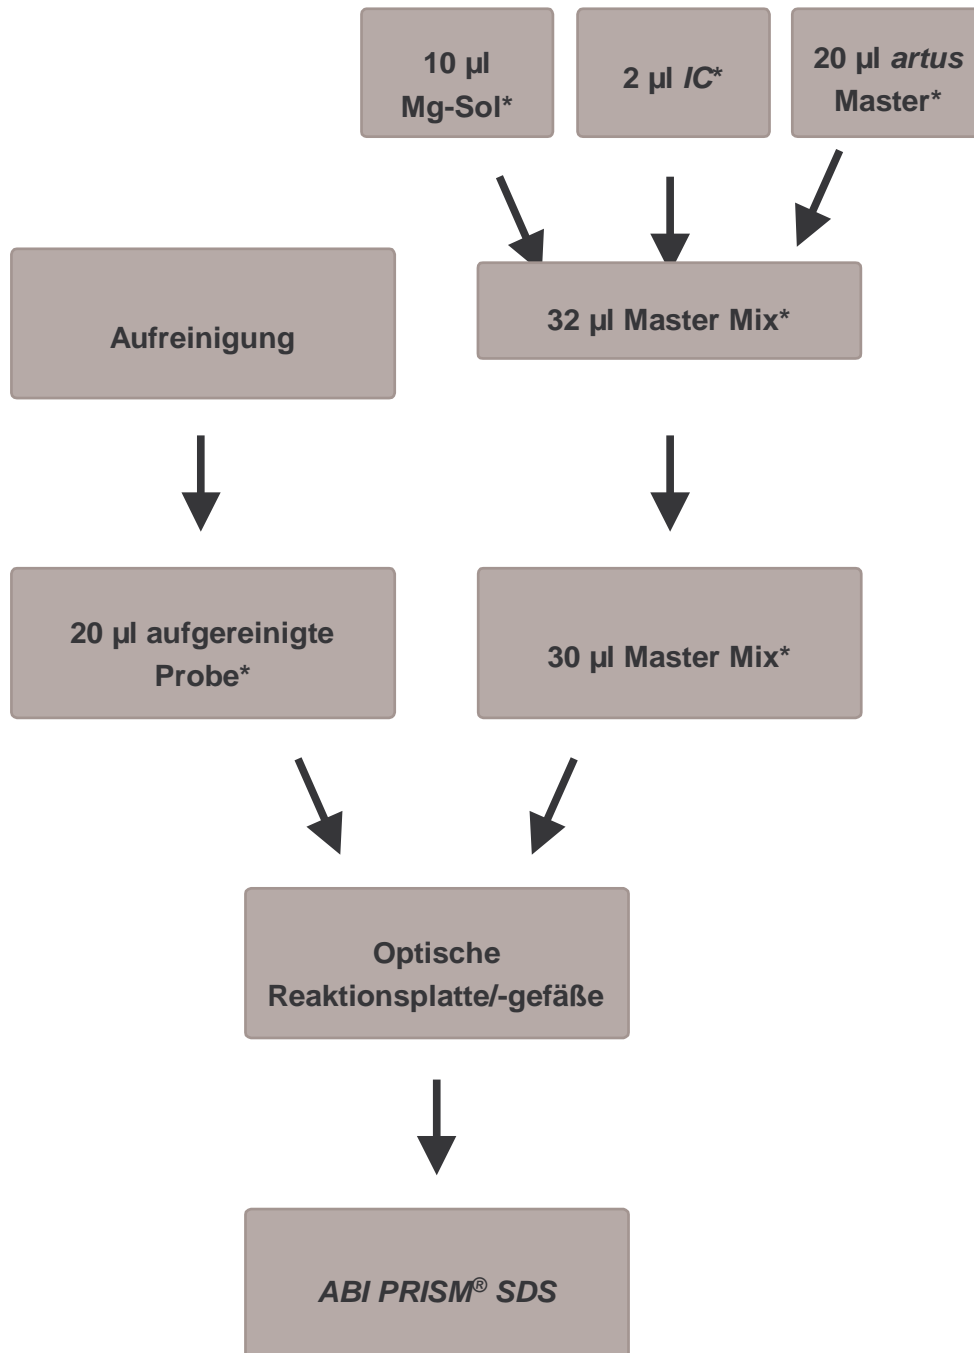 10 µl
Mg-Sol*
2 µl IC*
20 µl artus
Master*
Aufreinigung
32 µl Master Mix*
20 µl aufgereinigte
Probe*
30 µl Master Mix*
Optische
Reaktionsplatte/-gefäße
ABI PRISM® SDS